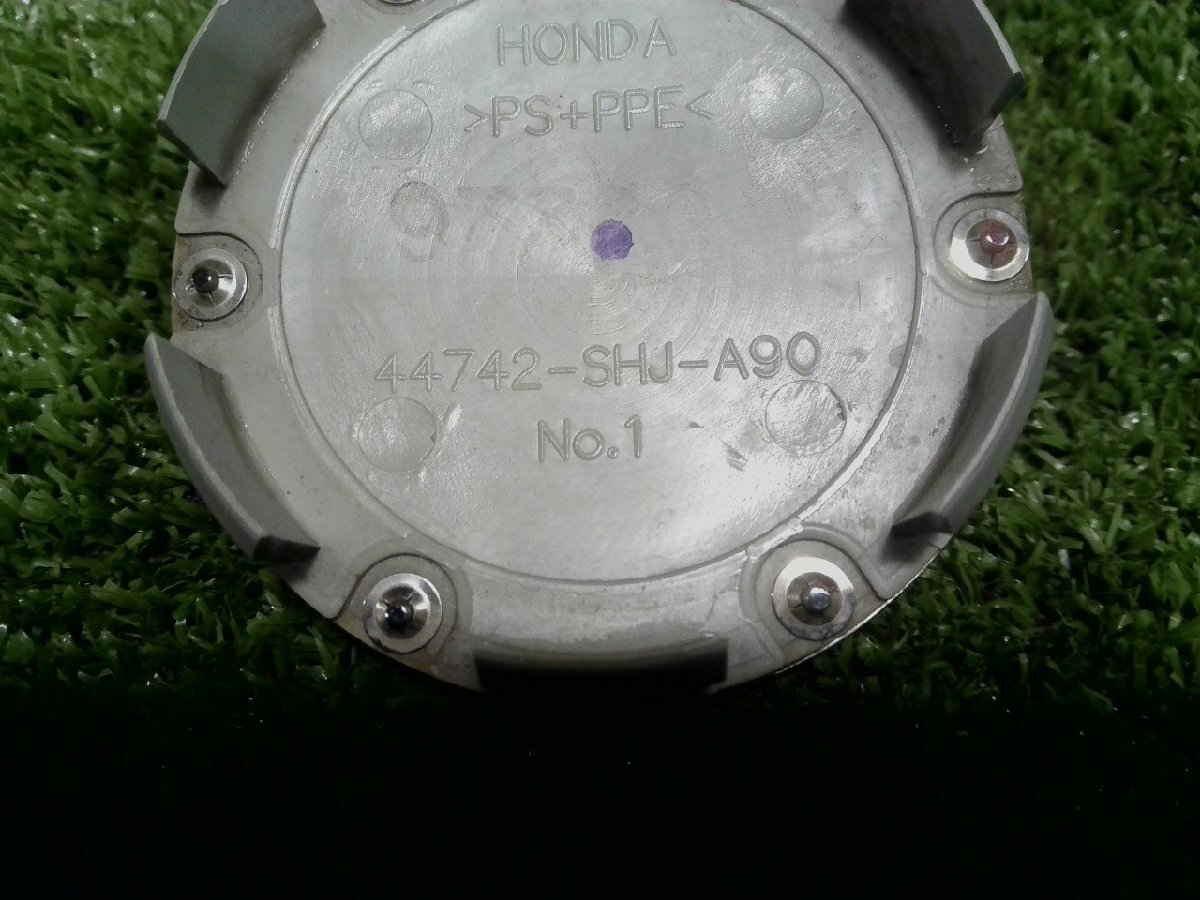 HONDA
>PS+PPE<
44742-SHJ-A90
No.1